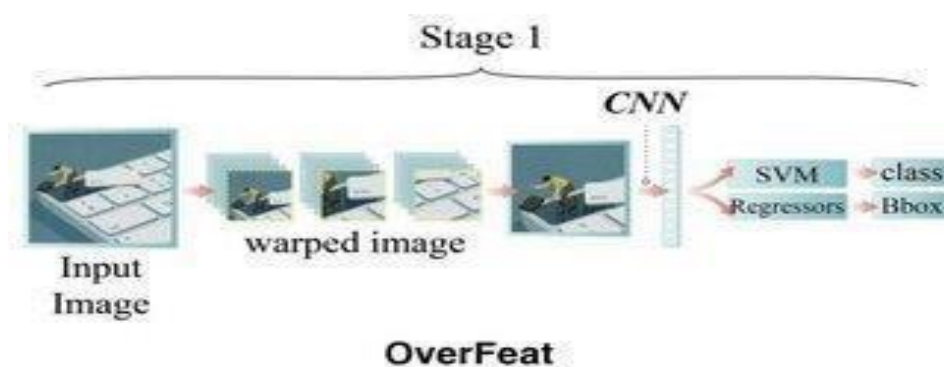 Stage 1
CNN
SVM
class
Regressors
Bbox
warped image
Input
Image
OverFeat